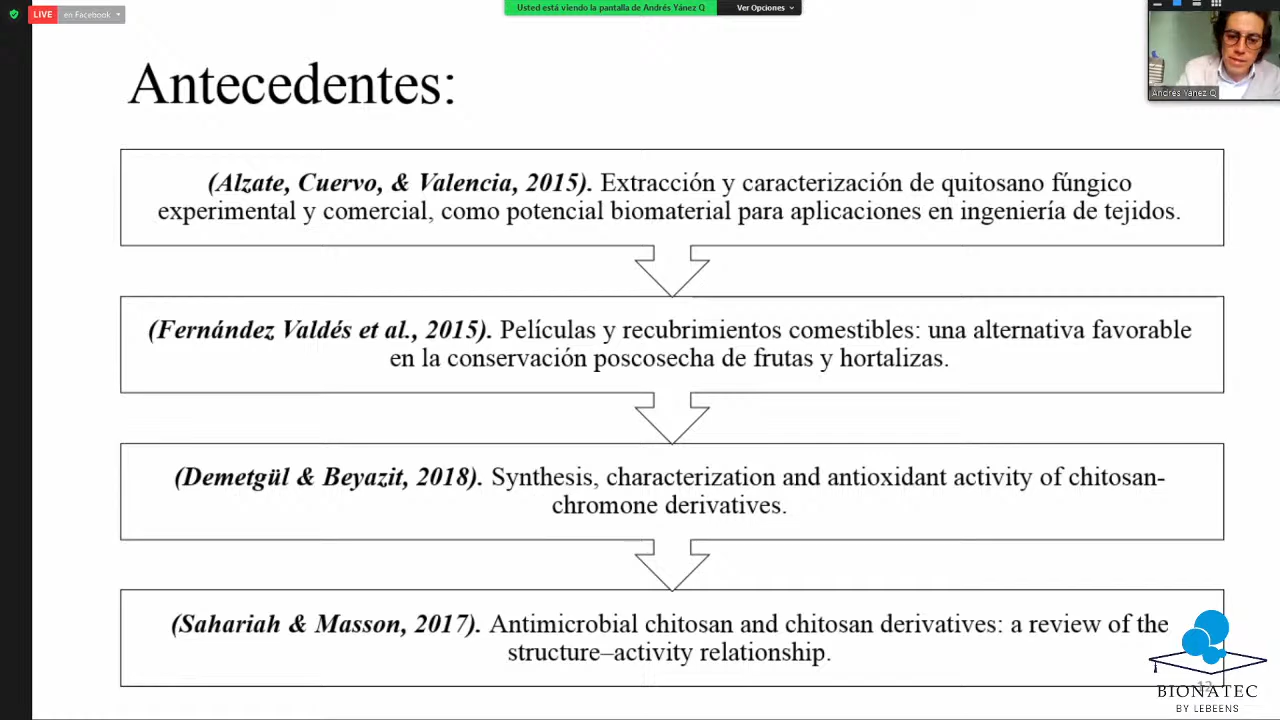 LIVE en Facebook
Usted está viendo la pantalla de Andrés Yánez Q Ver Opciones
Andrés Yánez Q
Antecedentes:
(Alzate, Cuervo, & Valencia, 2015). Extracción y caracterización de quitosano fúngico
experimental y comercial, como potencial biomaterial para aplicaciones en ingeniería de tejidos.
(Fernández Valdés et al., 2015). Películas y recubrimientos comestibles: una alternativa favorable
en la conservación poscosecha de frutas y hortalizas.
(Demetgül & Beyazit, 2018). Synthesis, characterization and antioxidant activity of chitosan-
chromone derivatives.
(Sahariah & Masson, 2017). Antimicrobial chitosan and chitosan derivatives: a review of the
structure–activity relationship.
12
BIONATEC
BY LEBEENS